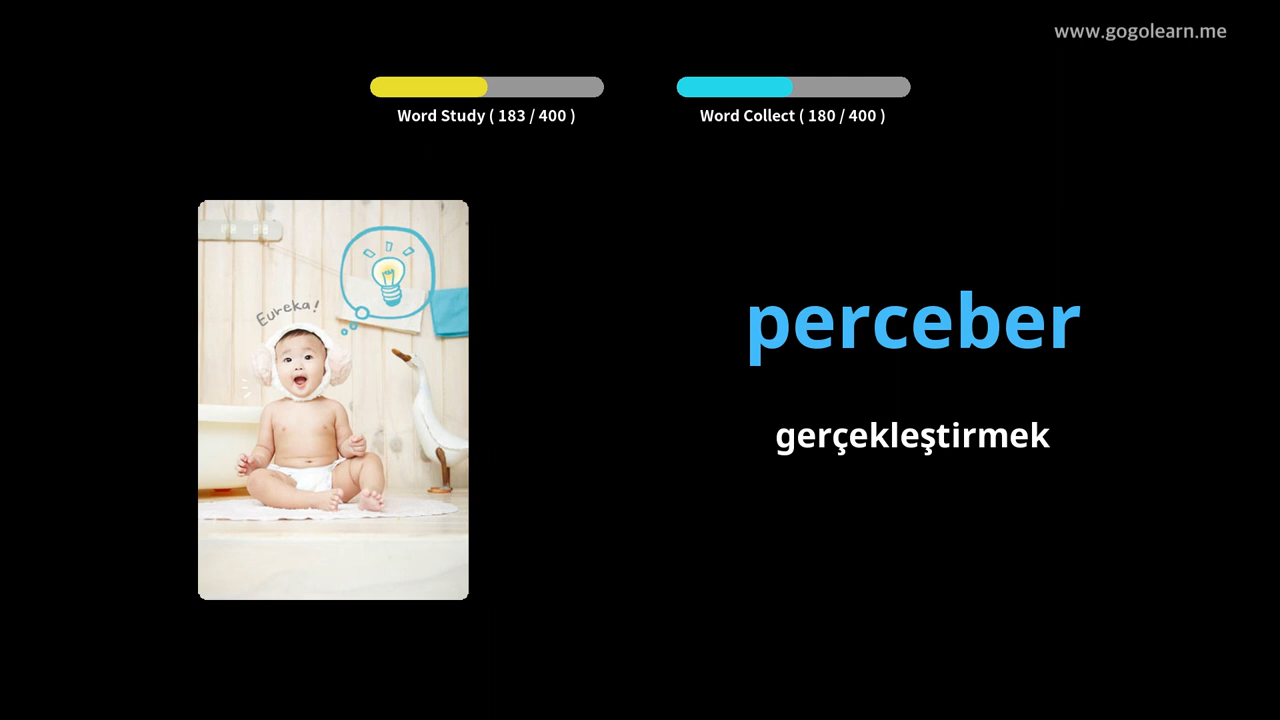 www.gogolearn.me
Word Study ( 183 / 400 )
Word Collect ( 180 / 400 )
Eureka!
perceber
gerçekleştirmek